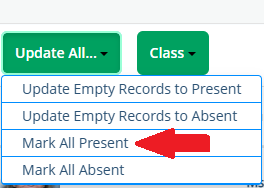 Update All... Class
Update Empty Records to Present
Update Empty Records to Absent
Mark All Present
Mark All Absent